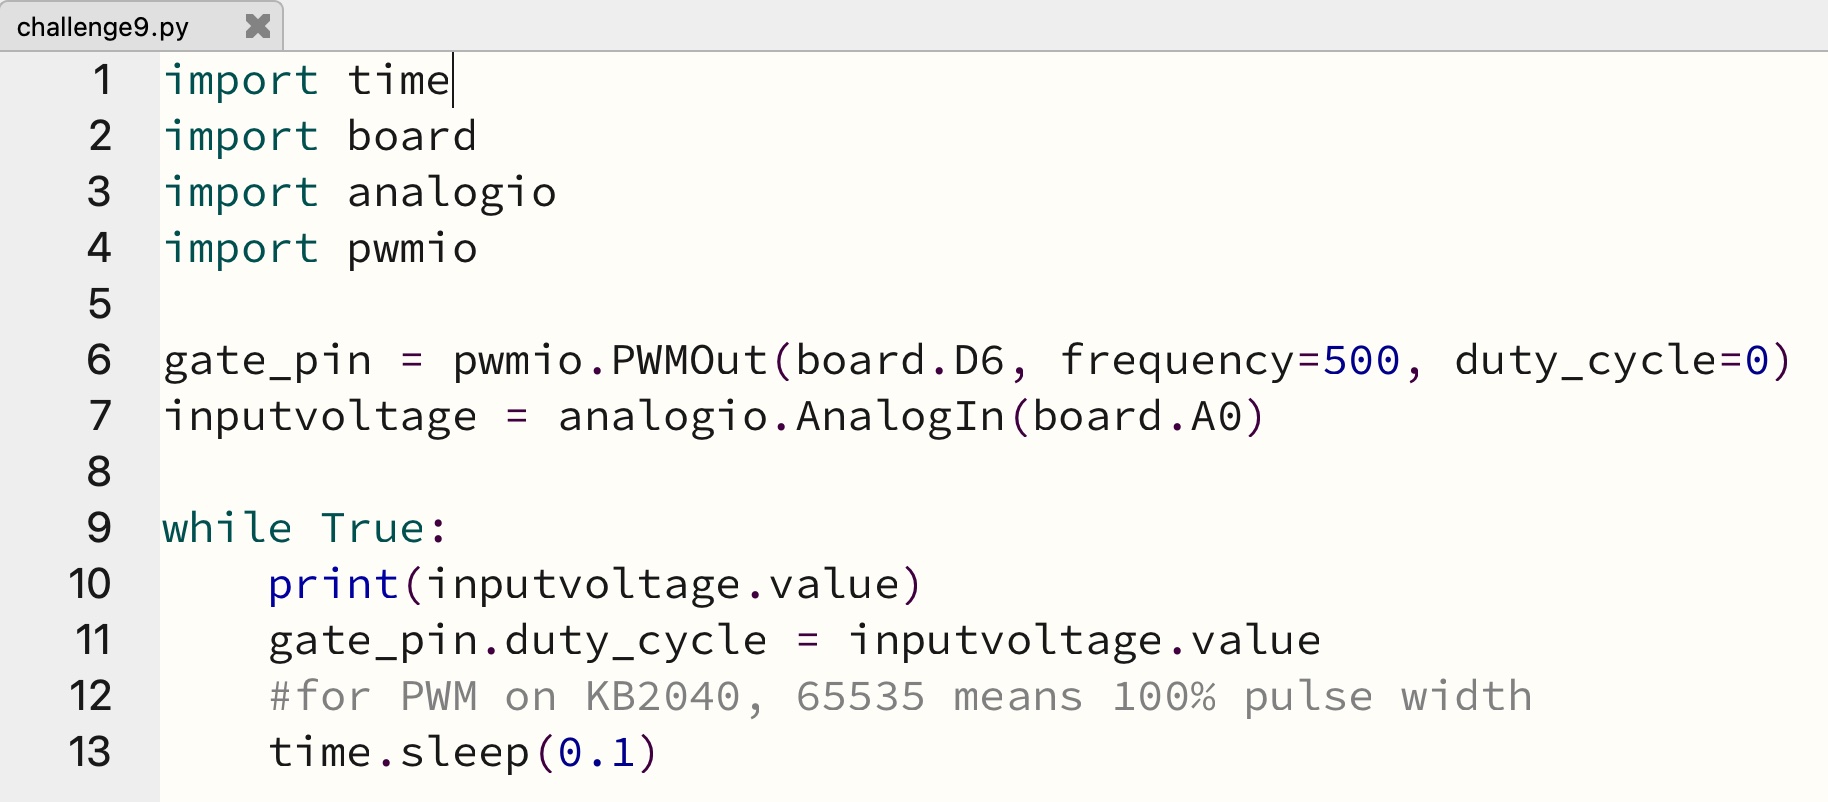 challenge9.py
1 import time
2 import board
3 import analogio
4 import pwmio
5
6 gate_pin = pwmio.PWMOut(board.D6, frequency=500, duty_cycle=0)
7 inputvoltage = analogio.AnalogIn(board.A0)
8
9 while True:
10     print(inputvoltage.value)
11     gate_pin.duty_cycle = inputvoltage.value
12     #for PWM on KB2040, 65535 means 100% pulse width
13     time.sleep(0.1)